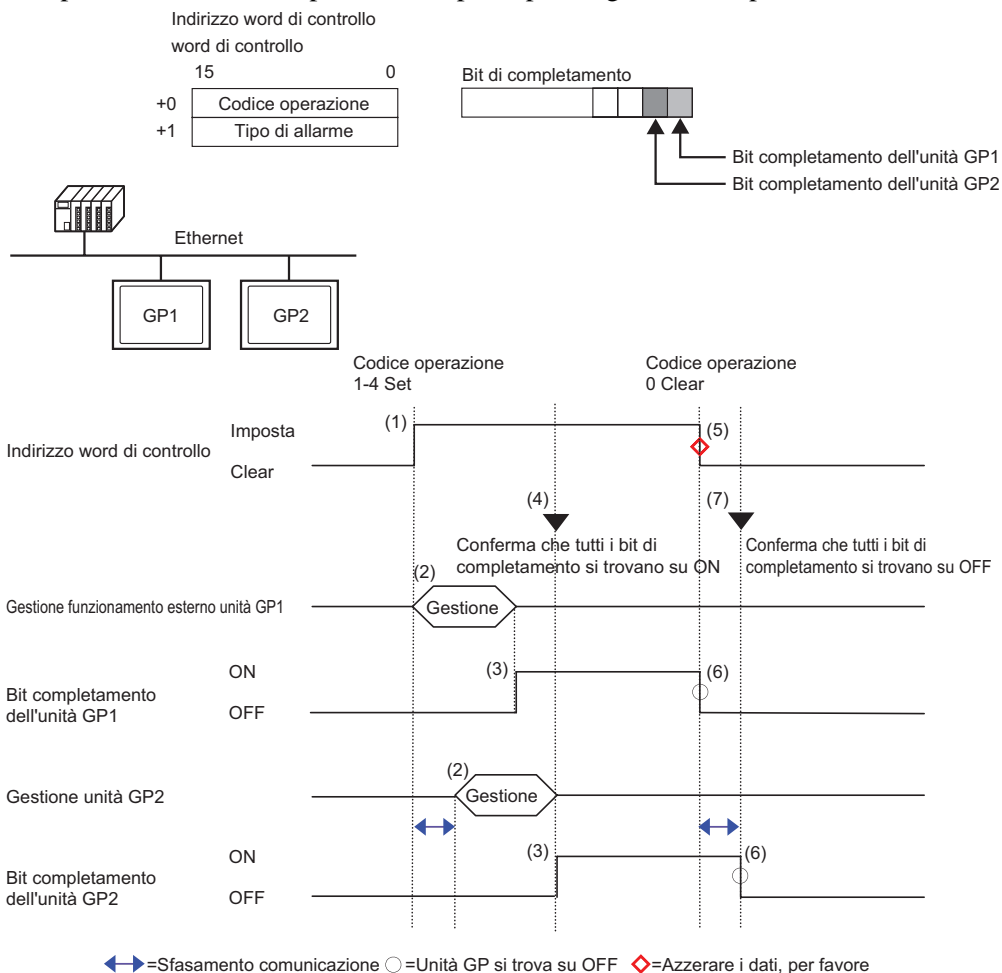 Indirizzo word di controllo
word di controllo
15 0
+0 Codice operazione
+1 Tipo di allarme
Bit di completamento
Bit completamento dell'unità GP1
Bit completamento dell'unità GP2
Ethernet
GP1 GP2
Codice operazione
1-4 Set
Codice operazione
0 Clear
Indirizzo word di controllo
Imposta
Clear
(1)
(5)
(4)
(7)
Conferma che tutti i bit di
completamento si trovano su ON
Conferma che tutti i bit di
completamento si trovano su OFF
(2)
Gestione funzionamento esterno unità GP1
Gestione
Bit completamento
dell'unità GP1
ON
OFF
(3)
(6)
Gestione unità GP2
(2)
Gestione
Bit completamento
dell'unità GP2
ON
OFF
(3)
(6)
=Sfasamento comunicazione =Unità GP si trova su OFF =Azzerare i dati, per favore